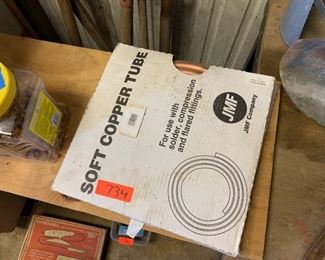 SOFT COPPER TUBE
For use with
solder, compression
and flared fittings.
JMF
JMF Company
734